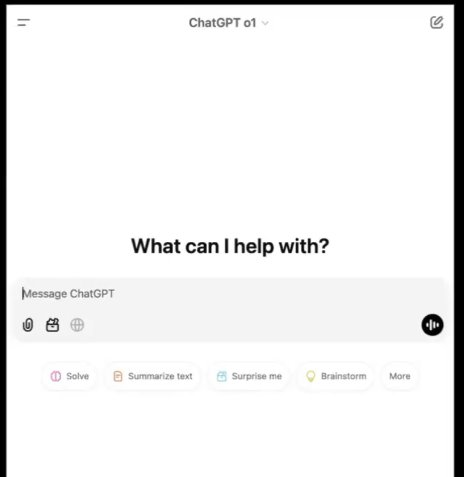 ChatGPT o1
What can I help with?
Message ChatGPT
Solve Summarize text Surprise me Brainstorm More